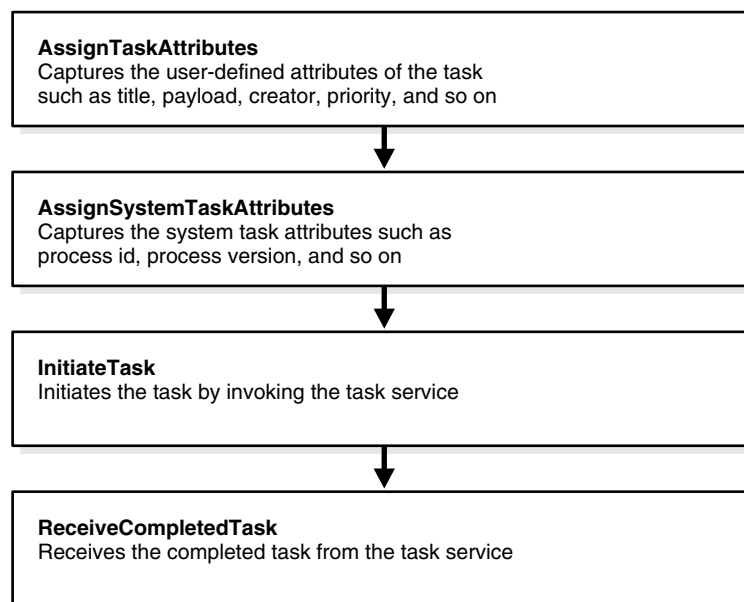 AssignTaskAttributes
Captures the user-defined attributes of the task
such as title, payload, creator, priority, and so on
AssignSystemTaskAttributes
Captures the system task attributes such as
process id, process version, and so on
InitiateTask
Initiates the task by invoking the task service
ReceiveCompletedTask
Receives the completed task from the task service